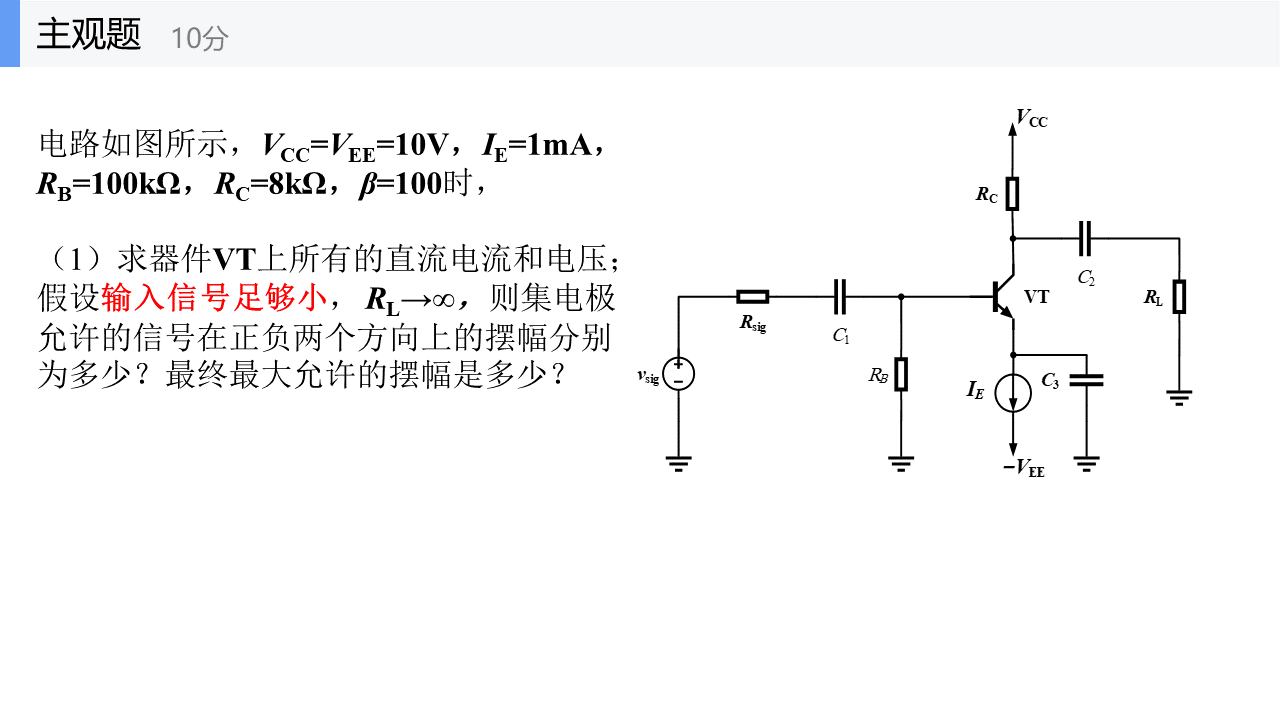 主观题 10分
电路如图所示，VCC=VEE=10V，IE=1mA，
RB=100kΩ，RC=8kΩ，β=100时，
（1）求器件VT上所有的直流电流和电压；
假设输入信号足够小， RL→∞，则集电极
允许的信号在正负两个方向上的摆幅分别
为多少？最终最大允许的摆幅是多少？
VCC
RC
C2
VT
RL
Rsig
C1
vsig
RB
IE
C3
−VEE